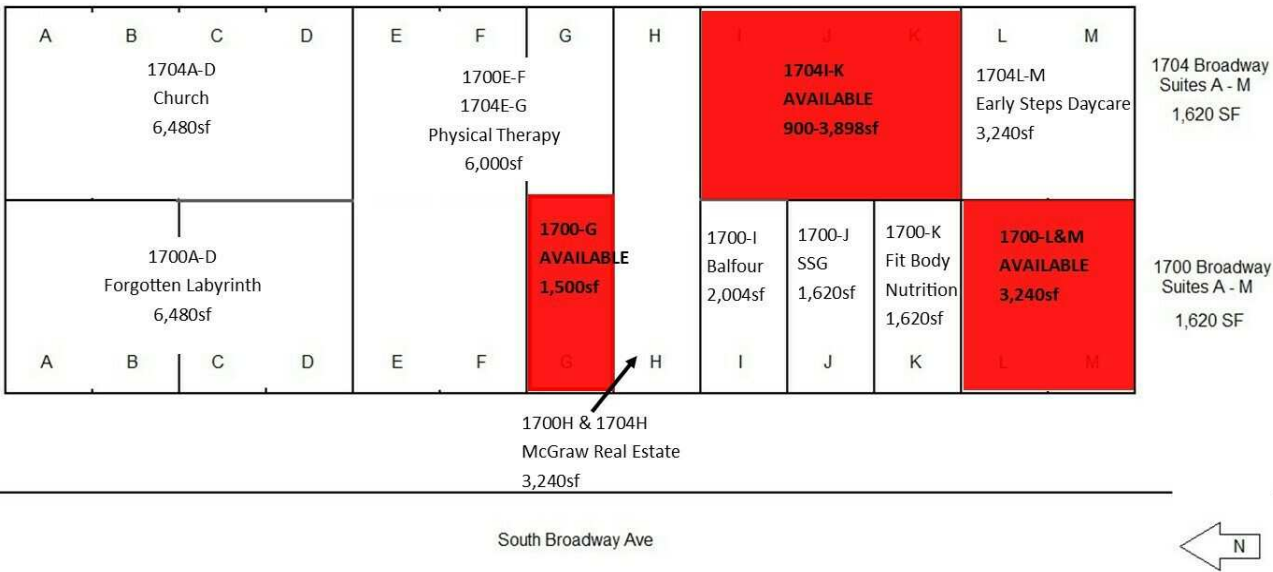 A B C D E F G H I J K L M
1704A-D
Church
6,480sf
1700E-F
1704E-G
Physical Therapy
6,000sf
1704I-K
AVAILABLE
900-3,898sf
1704L-M
Early Steps Daycare
3,240sf
1704 Broadway
Suites A - M
1,620 SF
1700A-D
Forgotten Labyrinth
6,480sf
1700-G
AVAILABLE
1,500sf
1700-I
Balfour
2,004sf
1700-J
SSG
1,620sf
1700-K
Fit Body
Nutrition
1,620sf
1700-L&M
AVAILABLE
3,240sf
1700 Broadway
Suites A - M
1,620 SF
A B C D E F G H I J K L M
1700H & 1704H
McGraw Real Estate
3,240sf
South Broadway Ave
N